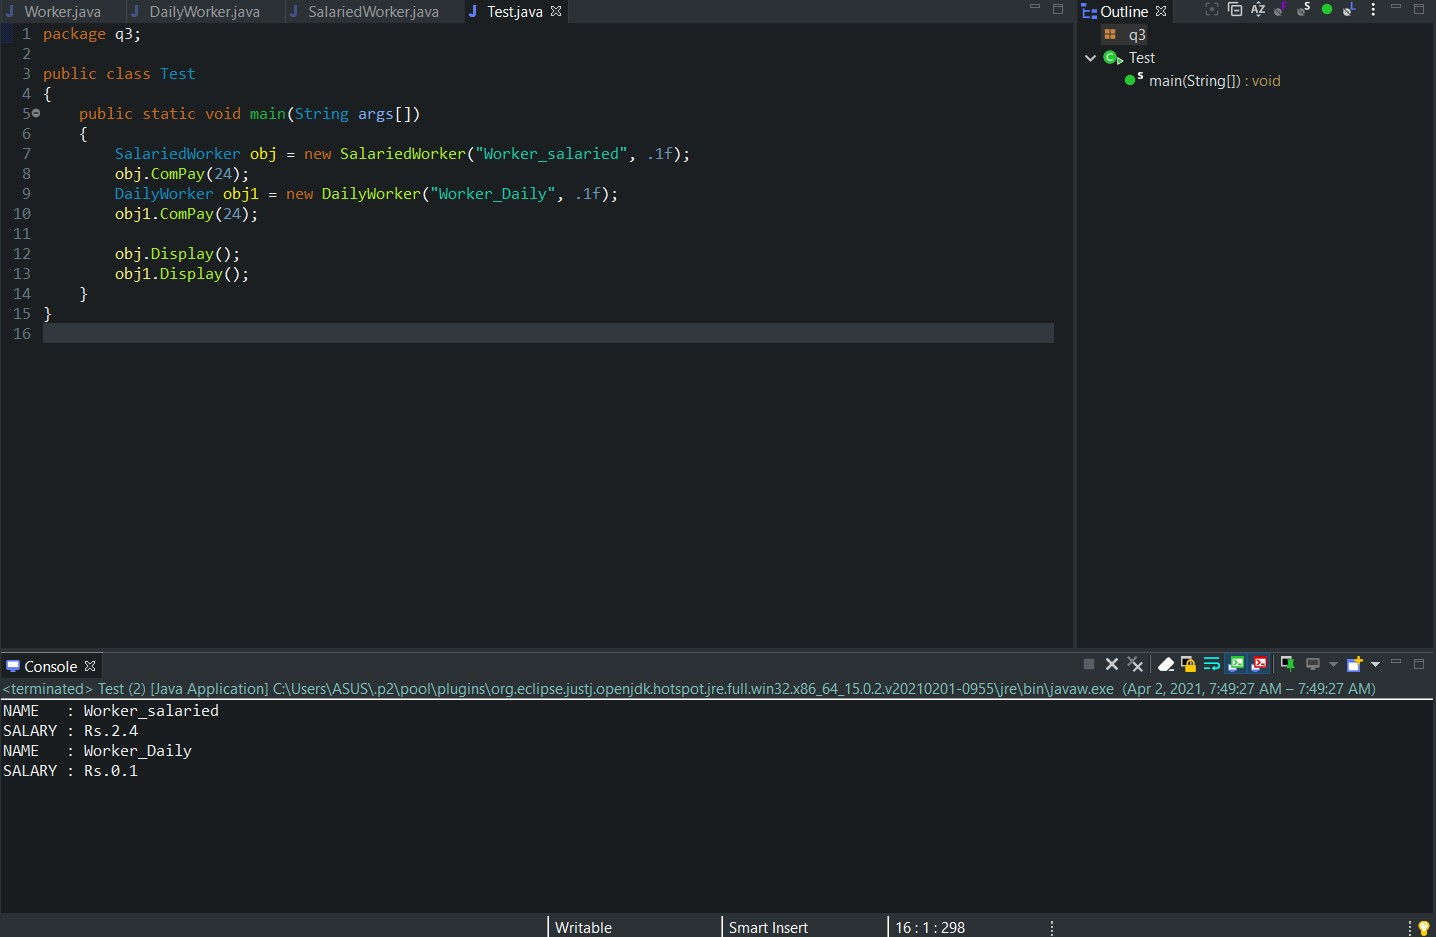 Worker.java DailyWorker.java SalariedWorker.java Test.java
1 package q3;
2
3 public class Test
4 {
5 public static void main(String args[])
6 {
7 SalariedWorker obj = new SalariedWorker("Worker_salaried", .1f);
8 obj.ComPay(24);
9 DailyWorker obj1 = new DailyWorker("Worker_Daily", .1f);
10 obj1.ComPay(24);
11
12 obj.Display();
13 obj1.Display();
14 }
15 }
16
Outline
q3
Test
main(String[]) : void
Console
<terminated> Test (2) [Java Application] C:\Users\ASUS\.p2\pool\plugins\org.eclipse.justj.openjdk.hotspot.jre.full.win32.x86_64_15.0.2.v20210201-0955\jre\bin\javaw.exe (Apr 2, 2021, 7:49:27 AM – 7:49:27 AM)
NAME : Worker_salaried
SALARY : Rs.2.4
NAME : Worker_Daily
SALARY : Rs.0.1
Writable Smart Insert 16 : 1 : 298